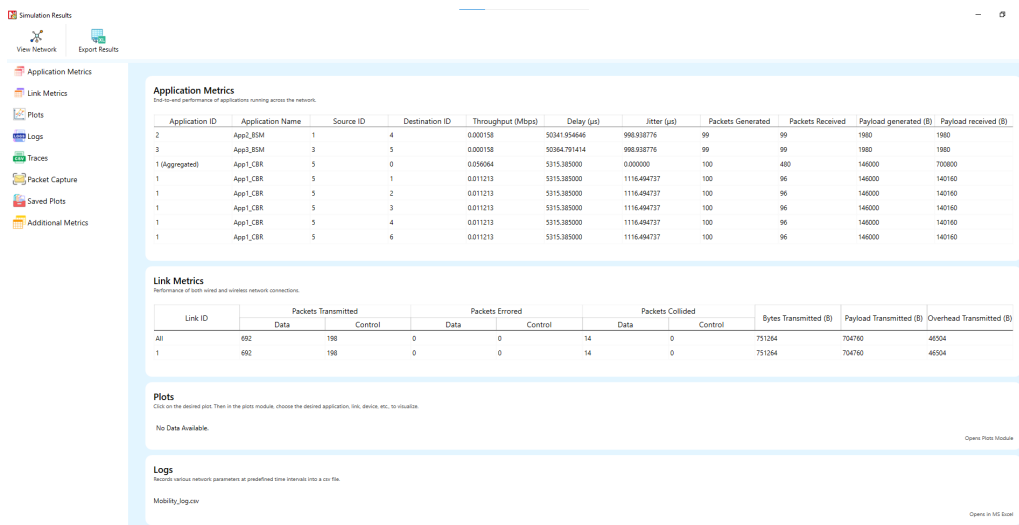 Simulation Results
View Network
Export Results
Application Metrics
Link Metrics
Plots
Logs
Traces
Packet Capture
Saved Plots
Additional Metrics
Application Metrics
End-to-end performance of applications running across the network.
Application ID Application Name Source ID Destination ID Throughput (Mbps) Delay (µs) Jitter (µs) Packets Generated Packets Received Payload generated (B) Payload received (B)
2 App2_BSM 1 4 0.000158 50341.954646 998.938776 99 99 1980 1980
3 App3_BSM 3 5 0.000158 50364.791414 998.938776 99 99 1980 1980
1 (Aggregated) App1_CBR 5 0 0.056064 5315.385000 0.000000 100 480 146000 700800
1 App1_CBR 5 1 0.011213 5315.385000 1116.494737 100 96 146000 140160
1 App1_CBR 5 2 0.011213 5315.385000 1116.494737 100 96 146000 140160
1 App1_CBR 5 3 0.011213 5315.385000 1116.494737 100 96 146000 140160
1 App1_CBR 5 4 0.011213 5315.385000 1116.494737 100 96 146000 140160
1 App1_CBR 5 6 0.011213 5315.385000 1116.494737 100 96 146000 140160
Link Metrics
Performance of both wired and wireless network connections.
Link ID Packets Transmitted Packets Errored Packets Collided Bytes Transmitted (B) Payload Transmitted (B) Overhead Transmitted (B)
Data Control Data Control Data Control
All 692 198 0 0 14 0 751264 704760 46504
1 692 198 0 0 14 0 751264 704760 46504
Plots
Click on the desired plot. Then in the plots module, choose the desired application, link, device, etc., to visualize.
No Data Available.
Opens Plots Module
Logs
Records various network parameters at predefined time intervals into a csv file.
Mobility_log.csv
Opens in MS Excel